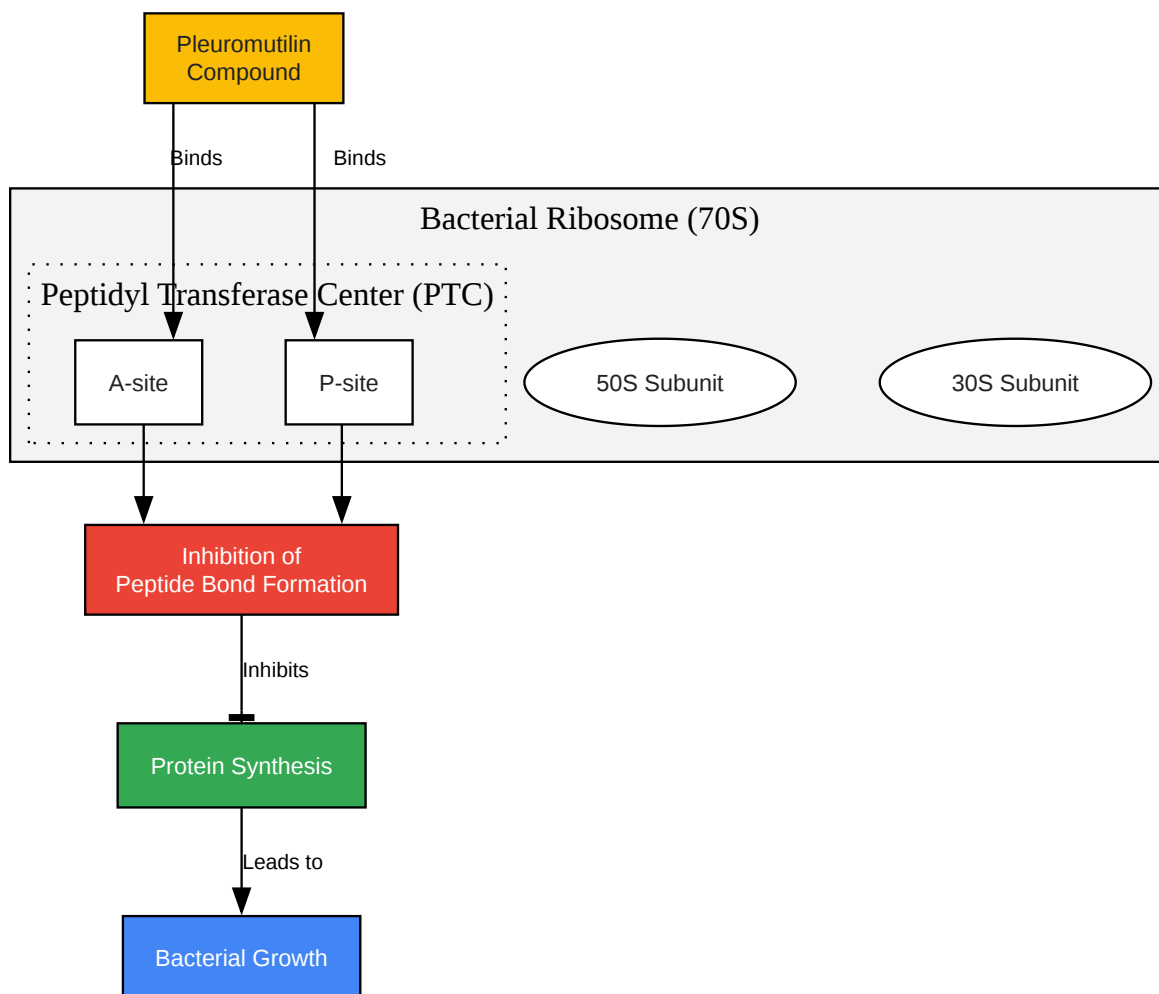 Pleuromutilin
Compound
Binds
Binds
Bacterial Ribosome (70S)
Peptidyl Transferase Center (PTC)
A-site
P-site
50S Subunit
30S Subunit
Inhibition of
Peptide Bond Formation
Inhibits
Protein Synthesis
Leads to
Bacterial Growth